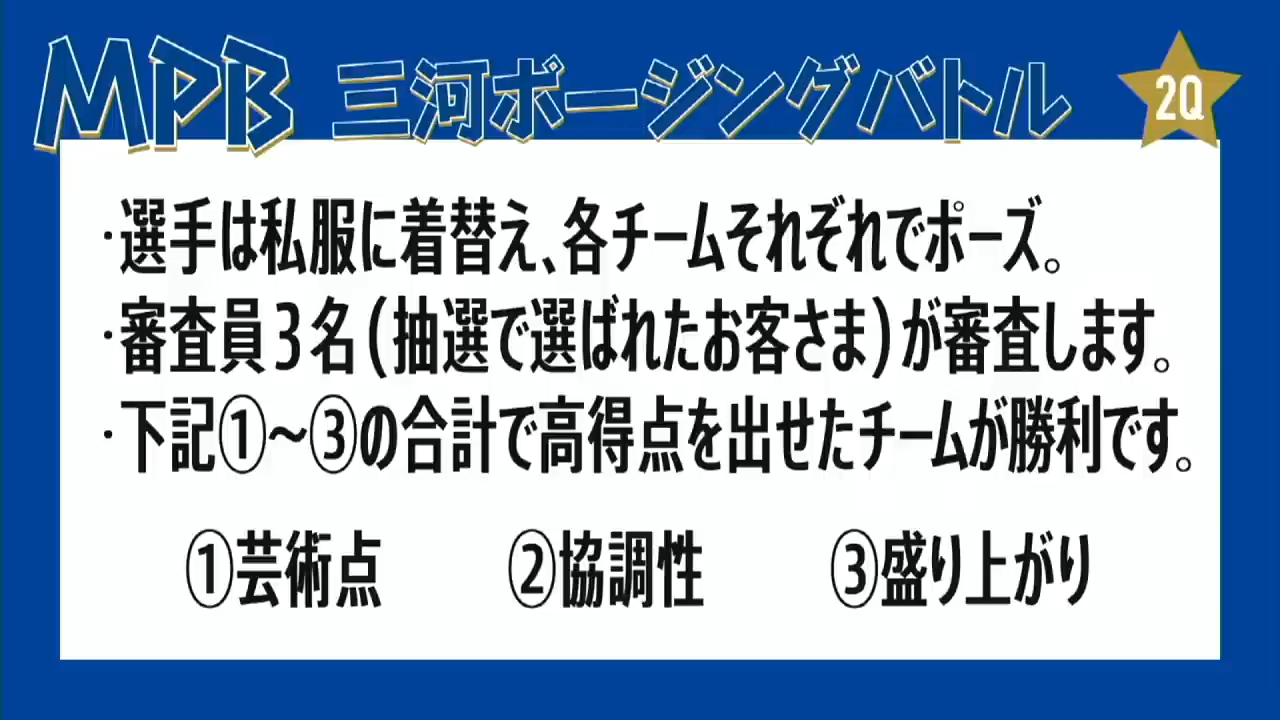 MPB 三河ポージングバトル 2Q
・選手は私服に着替え、各チームそれぞれでポーズ。
・審査員3名(抽選で選ばれたお客さま)が審査します。
・下記①～③の合計で高得点を出せたチームが勝利です。
①芸術点 ②協調性 ③盛り上がり